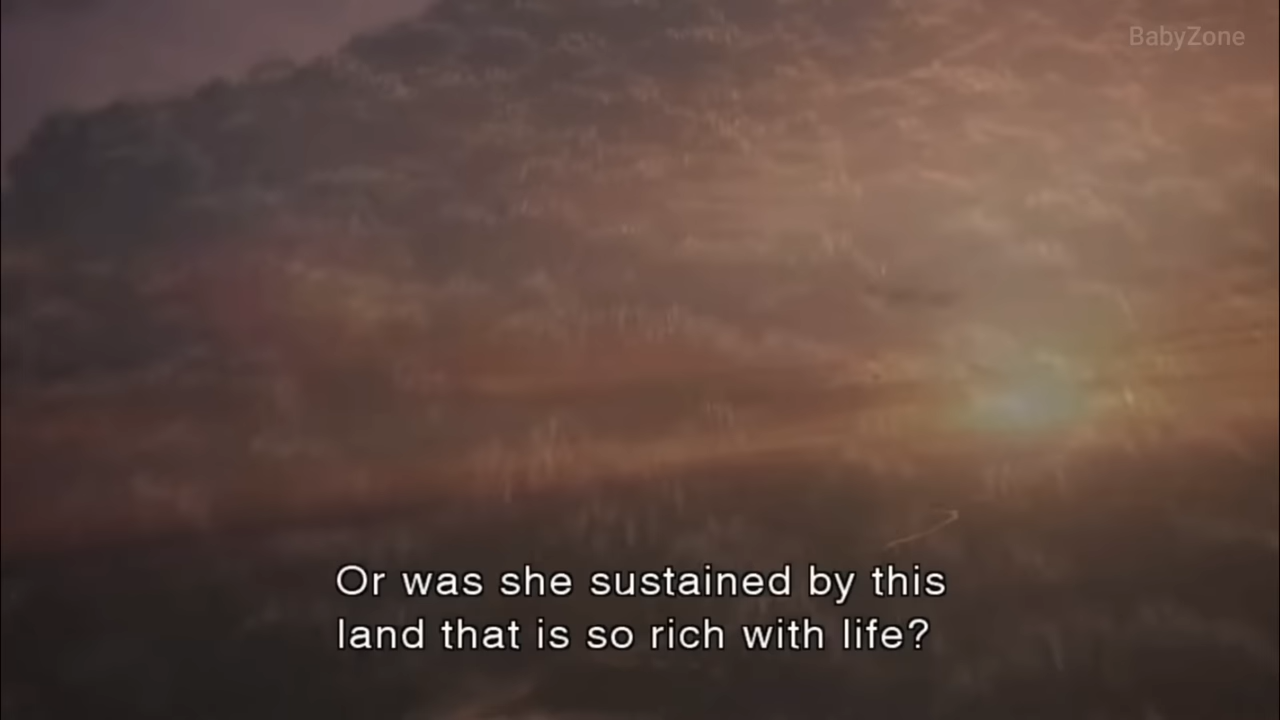 BabyZone
Or was she sustained by this
land that is so rich with life?